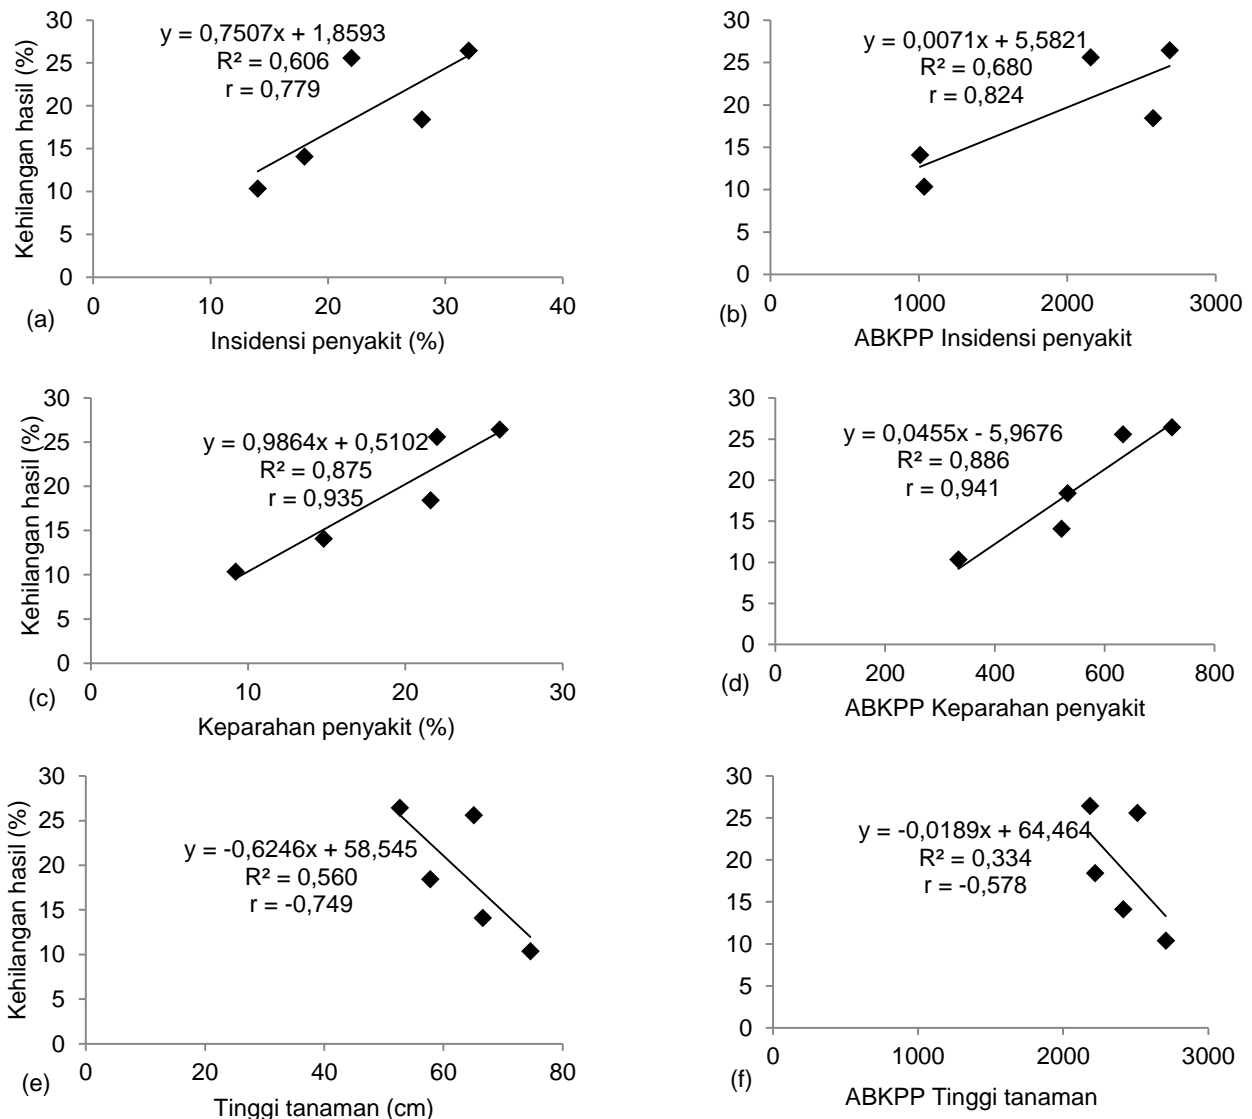 30
25
20
15
10
5
0
Kehilangan hasil (%)
y = 0,7507x + 1,8593
R² = 0,606
r = 0,779
0 10 20 30 40
(a)
Insidensi penyakit (%)
30
25
20
15
10
5
0
y = 0,0071x + 5,5821
R² = 0,680
r = 0,824
0 1000 2000 3000
(b)
ABKPP Insidensi penyakit
30
25
20
15
10
5
0
Kehilangan hasil (%)
y = 0,9864x + 0,5102
R² = 0,875
r = 0,935
0 10 20 30
(c)
Keparahan penyakit (%)
30
25
20
15
10
5
0
y = 0,0455x - 5,9676
R² = 0,886
r = 0,941
0 200 400 600 800
(d)
ABKPP Keparahan penyakit
30
25
20
15
10
5
0
Kehilangan hasil (%)
y = -0,6246x + 58,545
R² = 0,560
r = -0,749
0 20 40 60 80
(e)
Tinggi tanaman (cm)
30
25
20
15
10
5
0
y = -0,0189x + 64,464
R² = 0,334
r = -0,578
0 1000 2000 3000
(f)
ABKPP Tinggi tanaman